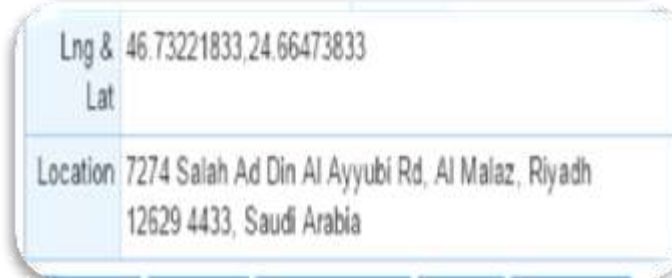 Lng & 46.73221833,24.66473833
Lat
Location 7274 Salah Ad Din Al Ayyubi Rd, Al Malaz, Riyadh
12629 4433, Saudi Arabia